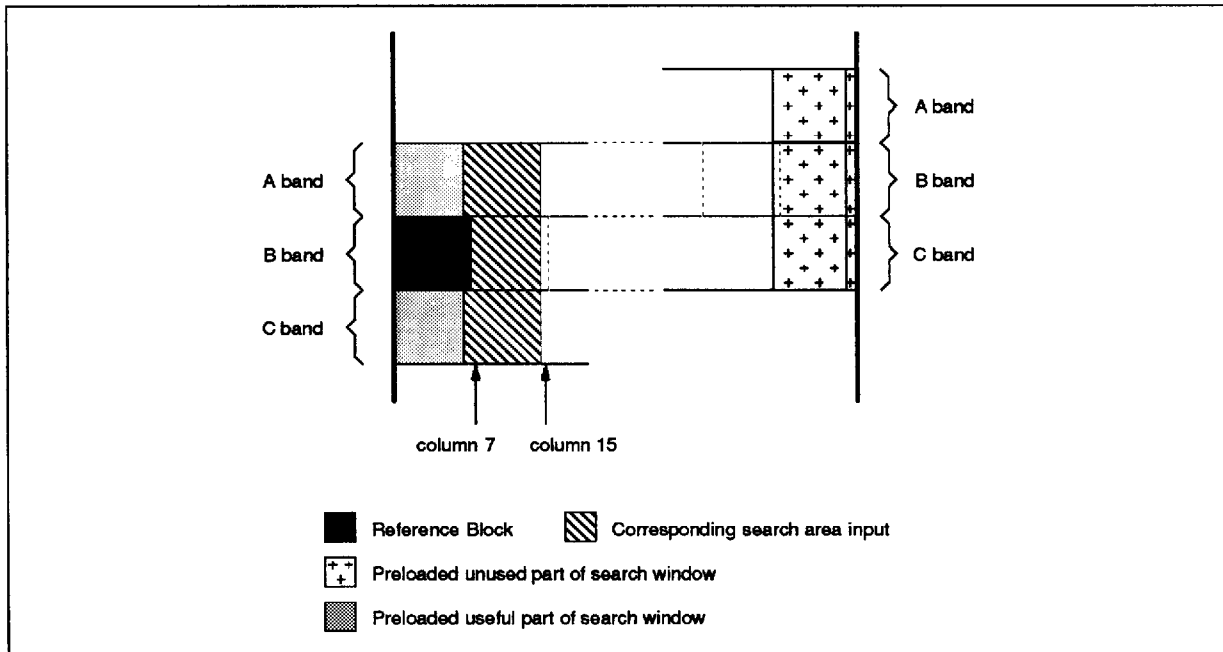 A band
A band
B band
B band
C band
C band
column 7
column 15
Reference Block
Corresponding search area input
Preloaded unused part of search window
Preloaded useful part of search window